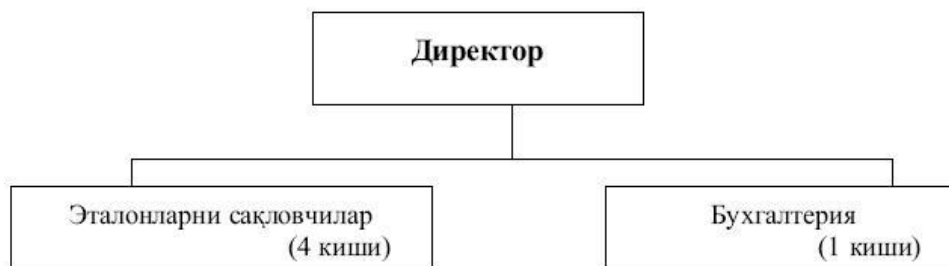 Директор
Эталонларни сақловчилар
(4 киши)
Бухгалтерия
(1 киши)